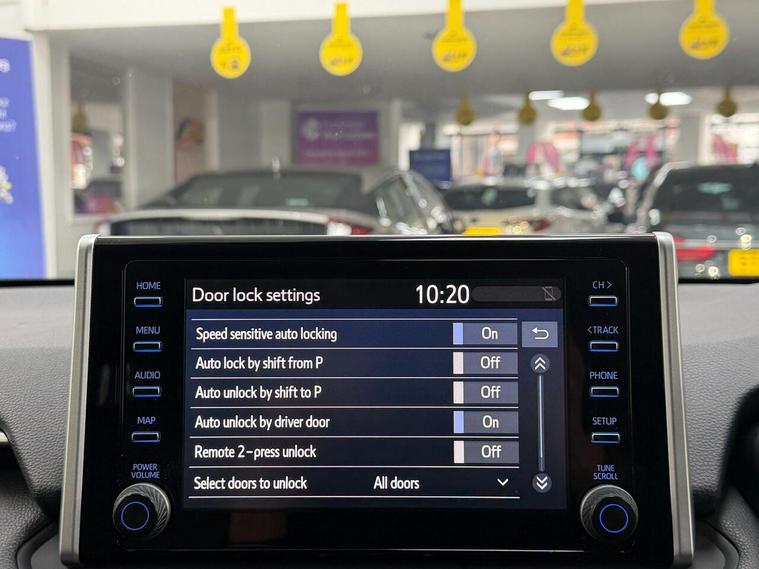 HOME
MENU
AUDIO
MAP
POWER
VOLUME
Door lock settings 10:20
Speed sensitive auto locking On
Auto lock by shift from P Off
Auto unlock by shift to P Off
Auto unlock by driver door On
Remote 2-press unlock Off
Select doors to unlock All doors
CH >
<TRACK
PHONE
SETUP
TUNE
SCROLL